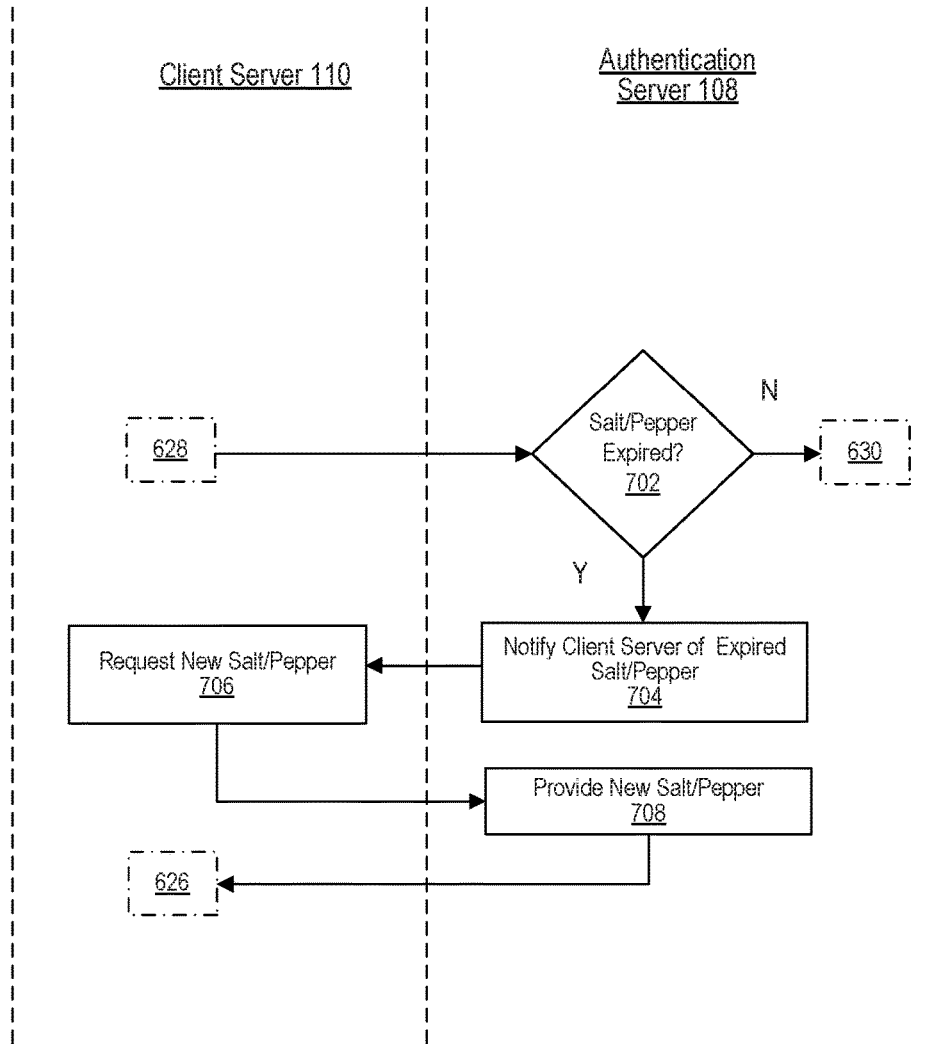 Client Server 110
Authentication
Server 108
N
Salt/Pepper
Expired?
702
628
630
Y
Notify Client Server of Expired
Salt/Pepper
704
Request New Salt/Pepper
706
Provide New Salt/Pepper
708
626